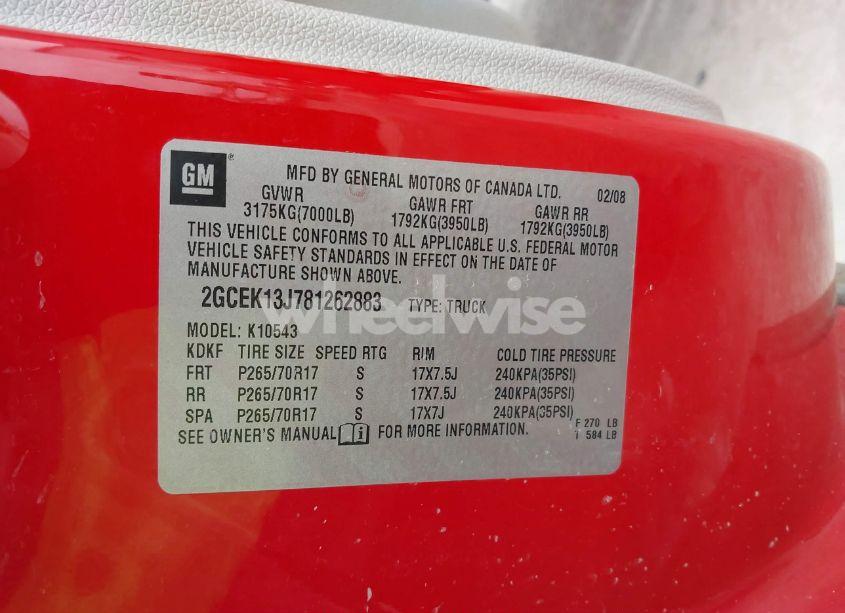 GM
MFD BY GENERAL MOTORS OF CANADA LTD. 02/08
GVWR GAWR FRT GAWR RR
3175KG(7000LB) 1792KG(3950LB) 1792KG(3950LB)
THIS VEHICLE CONFORMS TO ALL APPLICABLE U.S. FEDERAL MOTOR
VEHICLE SAFETY STANDARDS IN EFFECT ON THE DATE OF
MANUFACTURE SHOWN ABOVE.
2GCEK13J781262883 TYPE: TRUCK
wheelwise
MODEL: K10543
KDKF TIRE SIZE SPEED RTG RIM COLD TIRE PRESSURE
FRT P265/70R17 S 17X7.5J 240KPA(35PSI)
RR P265/70R17 S 17X7.5J 240KPA(35PSI)
SPA P265/70R17 S 17X7J 240KPA(35PSI)
SEE OWNER'S MANUAL FOR MORE INFORMATION.
F 270 LB
T 584 LB